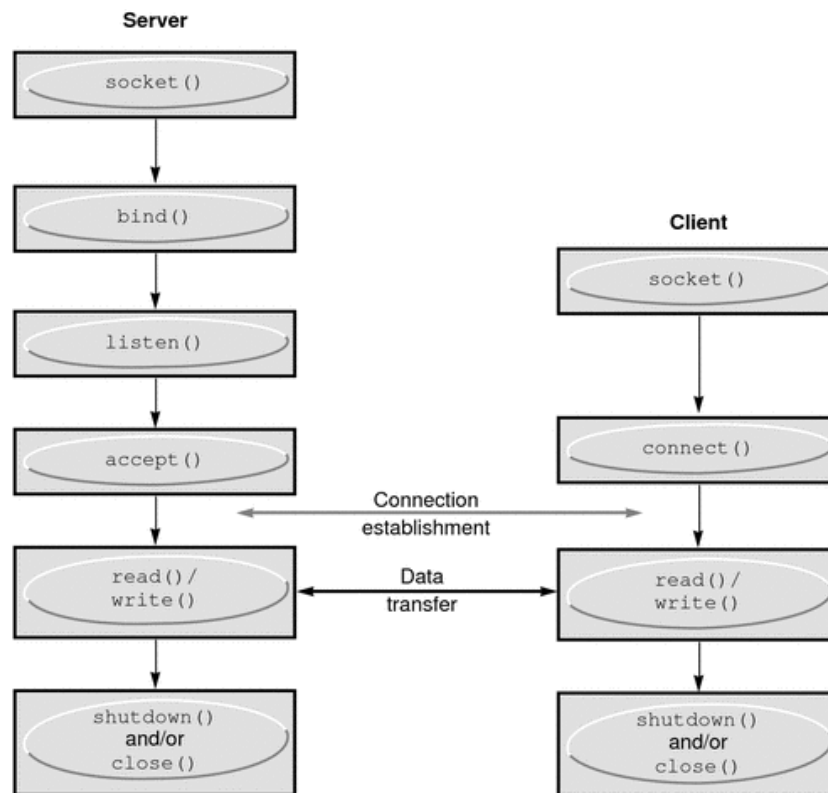 Server
socket()
bind()
listen()
accept()
read()/
write()
shutdown()
and/or
close()
Client
socket()
connect()
read()/
write()
shutdown()
and/or
close()
Connection
establishment
Data
transfer